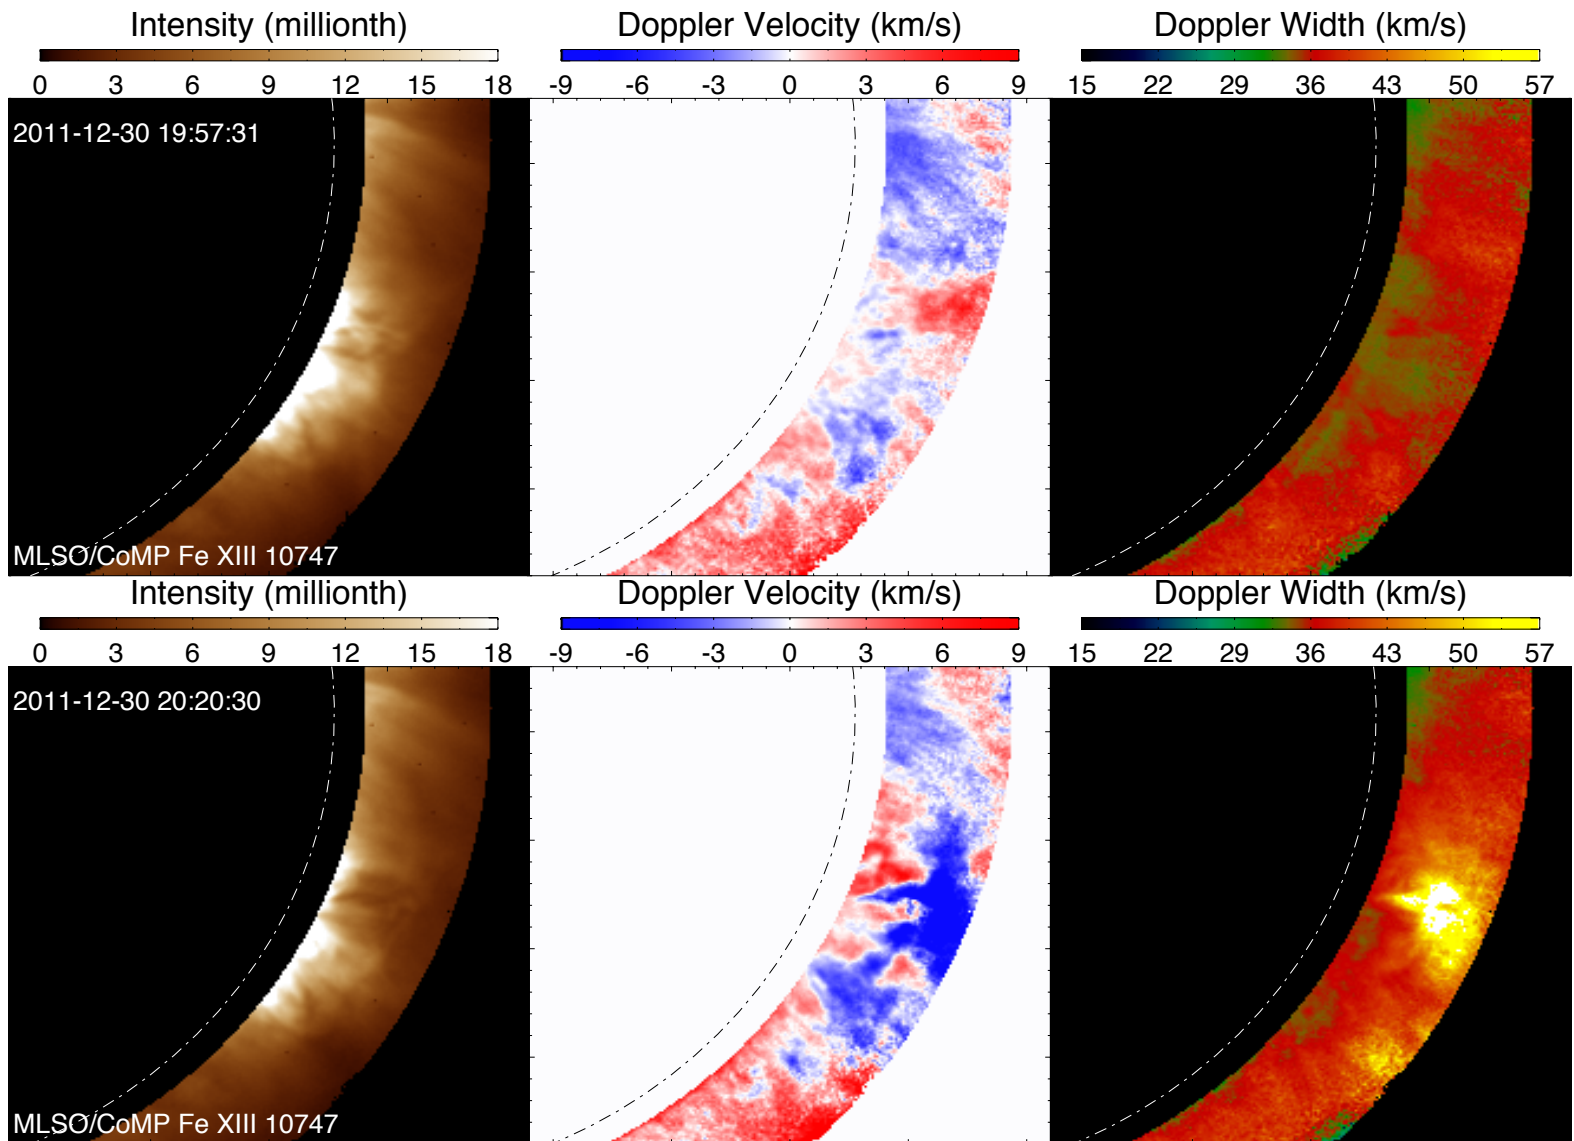 Intensity (millionth) Doppler Velocity (km/s) Doppler Width (km/s)
0 3 6 9 12 15 18 -9 -6 -3 0 3 6 9 15 22 29 36 43 50 57
2011-12-30 19:57:31
MLSO/CoMP Fe XIII 10747
Intensity (millionth) Doppler Velocity (km/s) Doppler Width (km/s)
0 3 6 9 12 15 18 -9 -6 -3 0 3 6 9 15 22 29 36 43 50 57
2011-12-30 20:20:30
MLSO/CoMP Fe XIII 10747